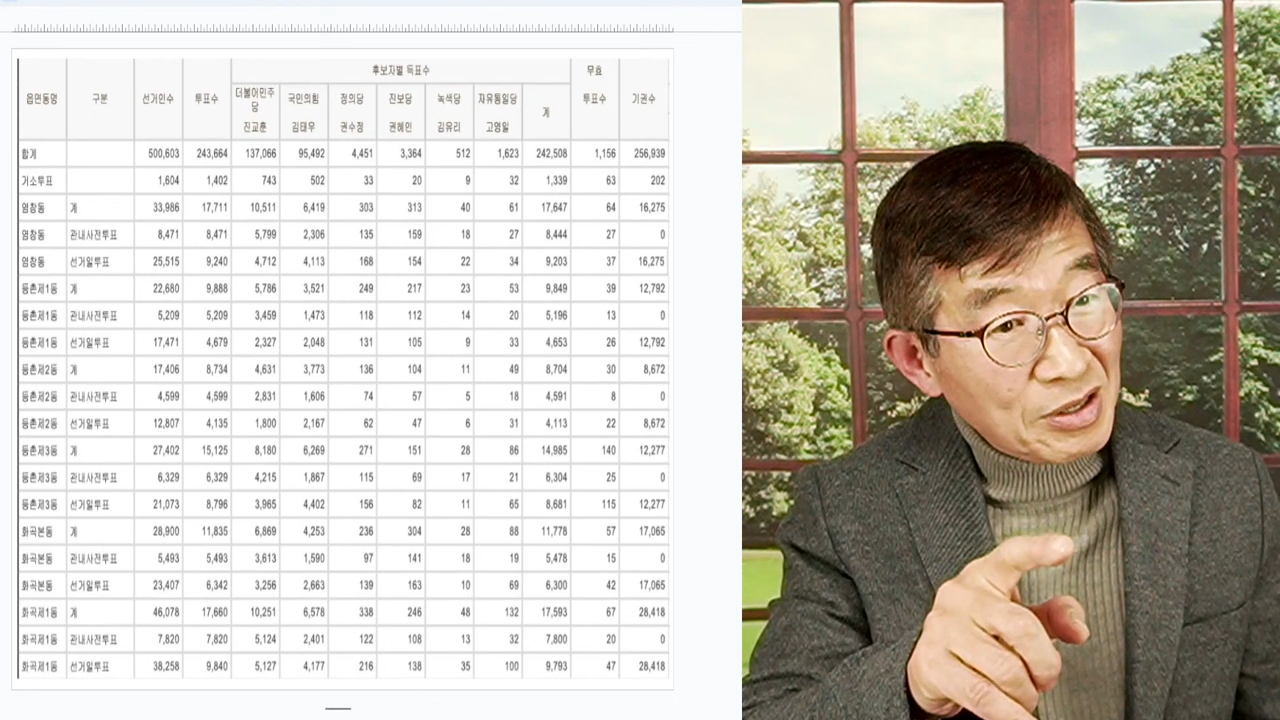 후보자별 득표수 무효
읍면동명 구분 선거인수 투표수 더불어민주당 국민의힘 정의당 진보당 녹색당 자유통일당 계 투표수 기권수
진교훈 김태우 권수정 권혜인 김유리 고영일
합계 500,603 243,664 137,066 95,492 4,451 3,364 512 1,623 242,508 1,156 256,939
거소투표 1,604 1,402 743 502 33 20 9 32 1,339 63 202
염창동 계 33,986 17,711 10,511 6,419 303 313 40 61 17,647 64 16,275
염창동 관내사전투표 8,471 8,471 5,799 2,306 135 159 18 27 8,444 27 0
염창동 선거일투표 25,515 9,240 4,712 4,113 168 154 22 34 9,203 37 16,275
등촌제1동 계 22,680 9,888 5,786 3,521 249 217 23 53 9,849 39 12,792
등촌제1동 관내사전투표 5,209 5,209 3,459 1,473 118 112 14 20 5,196 13 0
등촌제1동 선거일투표 17,471 4,679 2,327 2,048 131 105 9 33 4,653 26 12,792
등촌제2동 계 17,406 8,734 4,631 3,773 136 104 11 49 8,704 30 8,672
등촌제2동 관내사전투표 4,599 4,599 2,831 1,606 74 57 5 18 4,591 8 0
등촌제2동 선거일투표 12,807 4,135 1,800 2,167 62 47 6 31 4,113 22 8,672
등촌제3동 계 27,402 15,125 8,180 6,269 271 151 28 86 14,985 140 12,277
등촌제3동 관내사전투표 6,329 6,329 4,215 1,867 115 69 17 21 6,304 25 0
등촌제3동 선거일투표 21,073 8,796 3,965 4,402 156 82 11 65 8,681 115 12,277
화곡본동 계 28,900 11,835 6,869 4,253 236 304 28 88 11,778 57 17,065
화곡본동 관내사전투표 5,493 5,493 3,613 1,590 97 141 18 19 5,478 15 0
화곡본동 선거일투표 23,407 6,342 3,256 2,663 139 163 10 69 6,300 42 17,065
화곡제1동 계 46,078 17,660 10,251 6,578 338 246 48 132 17,593 67 28,418
화곡제1동 관내사전투표 7,820 7,820 5,124 2,401 122 108 13 32 7,800 20 0
화곡제1동 선거일투표 38,258 9,840 5,127 4,177 216 138 35 100 9,793 47 28,418